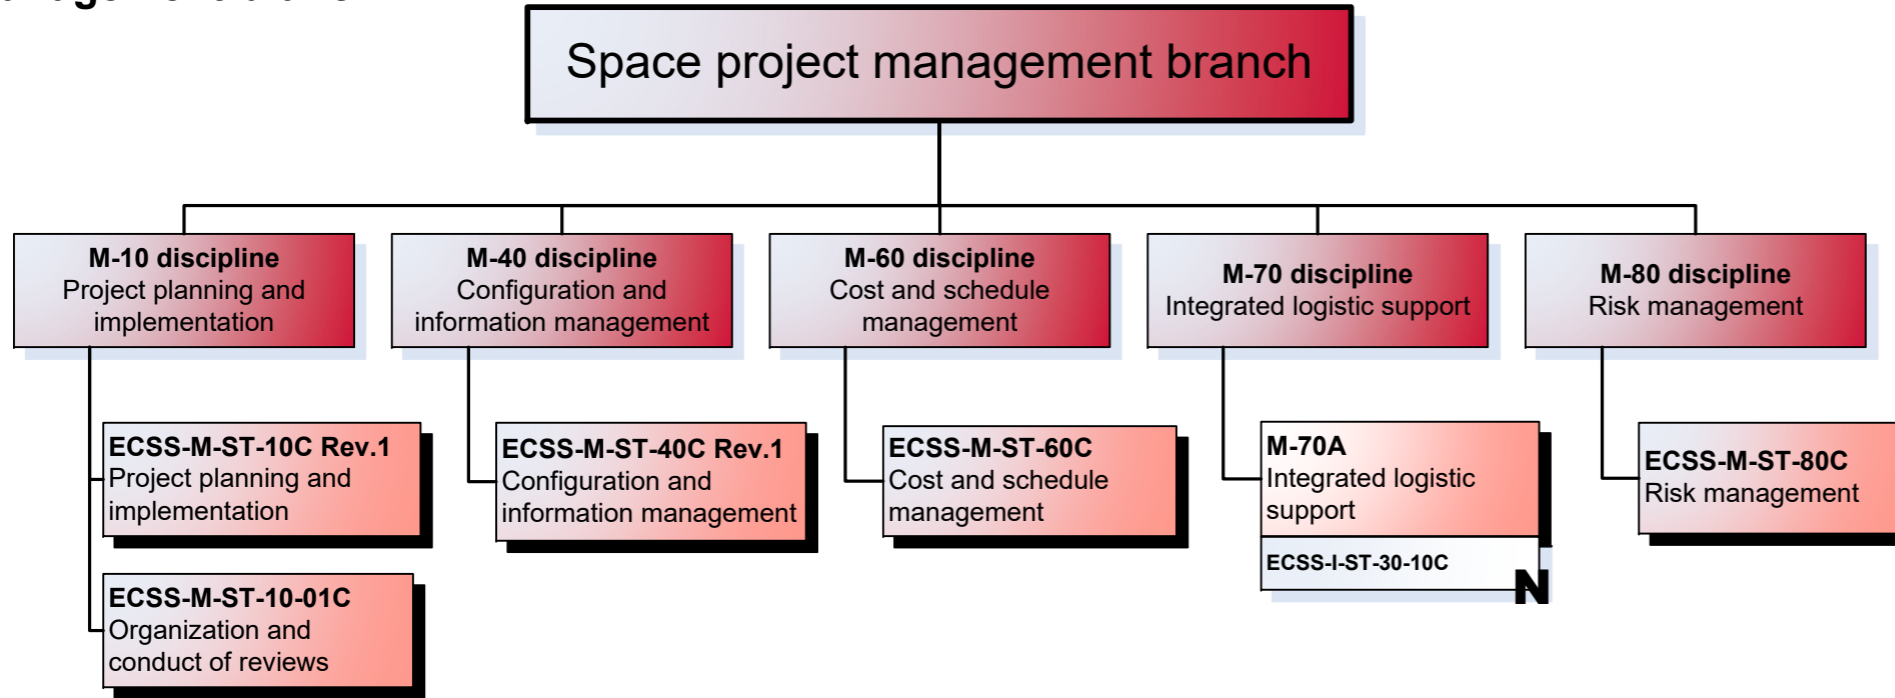 Space project management branch
M-10 discipline
Project planning and
implementation
M-40 discipline
Configuration and
information management
M-60 discipline
Cost and schedule
management
M-70 discipline
Integrated logistic support
M-80 discipline
Risk management
ECSS-M-ST-10C Rev.1
Project planning and
implementation
ECSS-M-ST-10-01C
Organization and
conduct of reviews
ECSS-M-ST-40C Rev.1
Configuration and
information management
ECSS-M-ST-60C
Cost and schedule
management
M-70A
Integrated logistic
support
ECSS-I-ST-30-10C
N
ECSS-M-ST-80C
Risk management